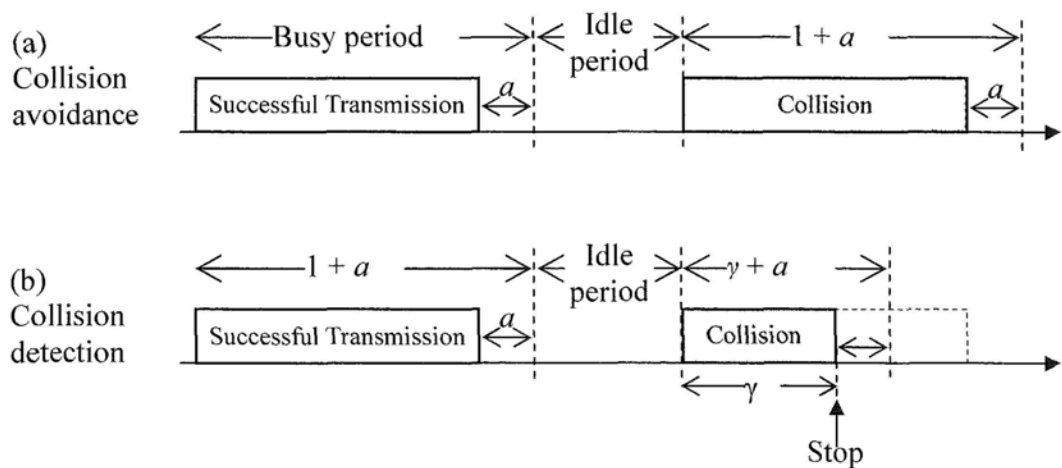 (a)
Collision
avoidance
Busy period
Idle
period
1 + a
Successful Transmission
a
Collision
a
(b)
Collision
detection
1 + a
Idle
period
γ + a
Successful Transmission
a
Collision
γ
Stop